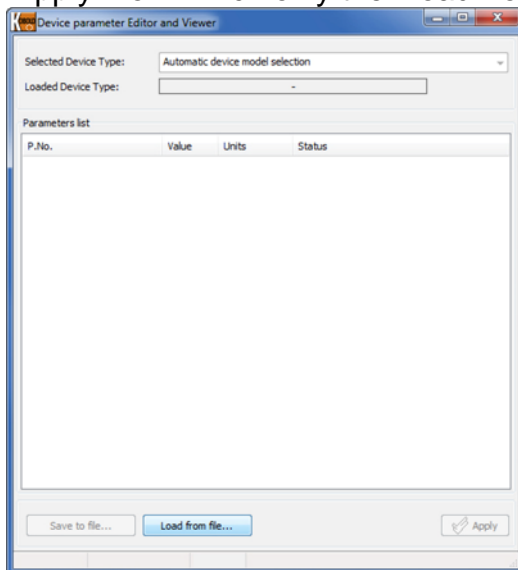 Device parameter Editor and Viewer
Selected Device Type: Automatic device model selection
Loaded Device Type: -
Parameters list
P.No. Value Units Status
Save to file... Load from file... Apply